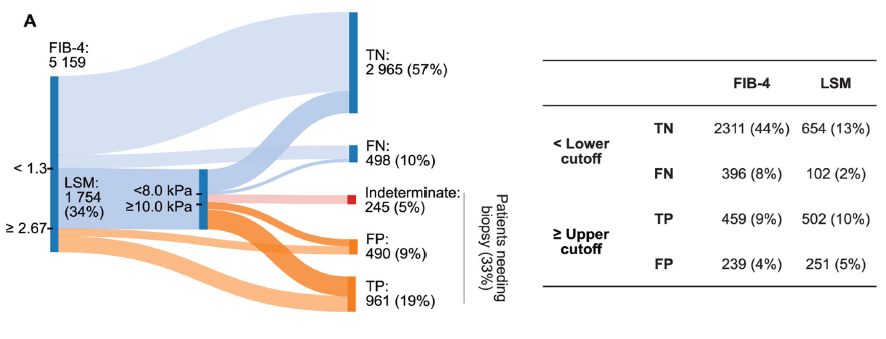 A
FIB-4:
5 159
< 1.3
≥ 2.67
LSM:
1 754
(34%)
<8.0 kPa
≥10.0 kPa
TN:
2 965 (57%)
FN:
498 (10%)
Indeterminate:
245 (5%)
FP:
490 (9%)
TP:
961 (19%)
Patients needing
biopsy (33%)
FIB-4 LSM
< Lower
cutoff
TN 2311 (44%) 654 (13%)
FN 396 (8%) 102 (2%)
≥ Upper
cutoff
TP 459 (9%) 502 (10%)
FP 239 (4%) 251 (5%)